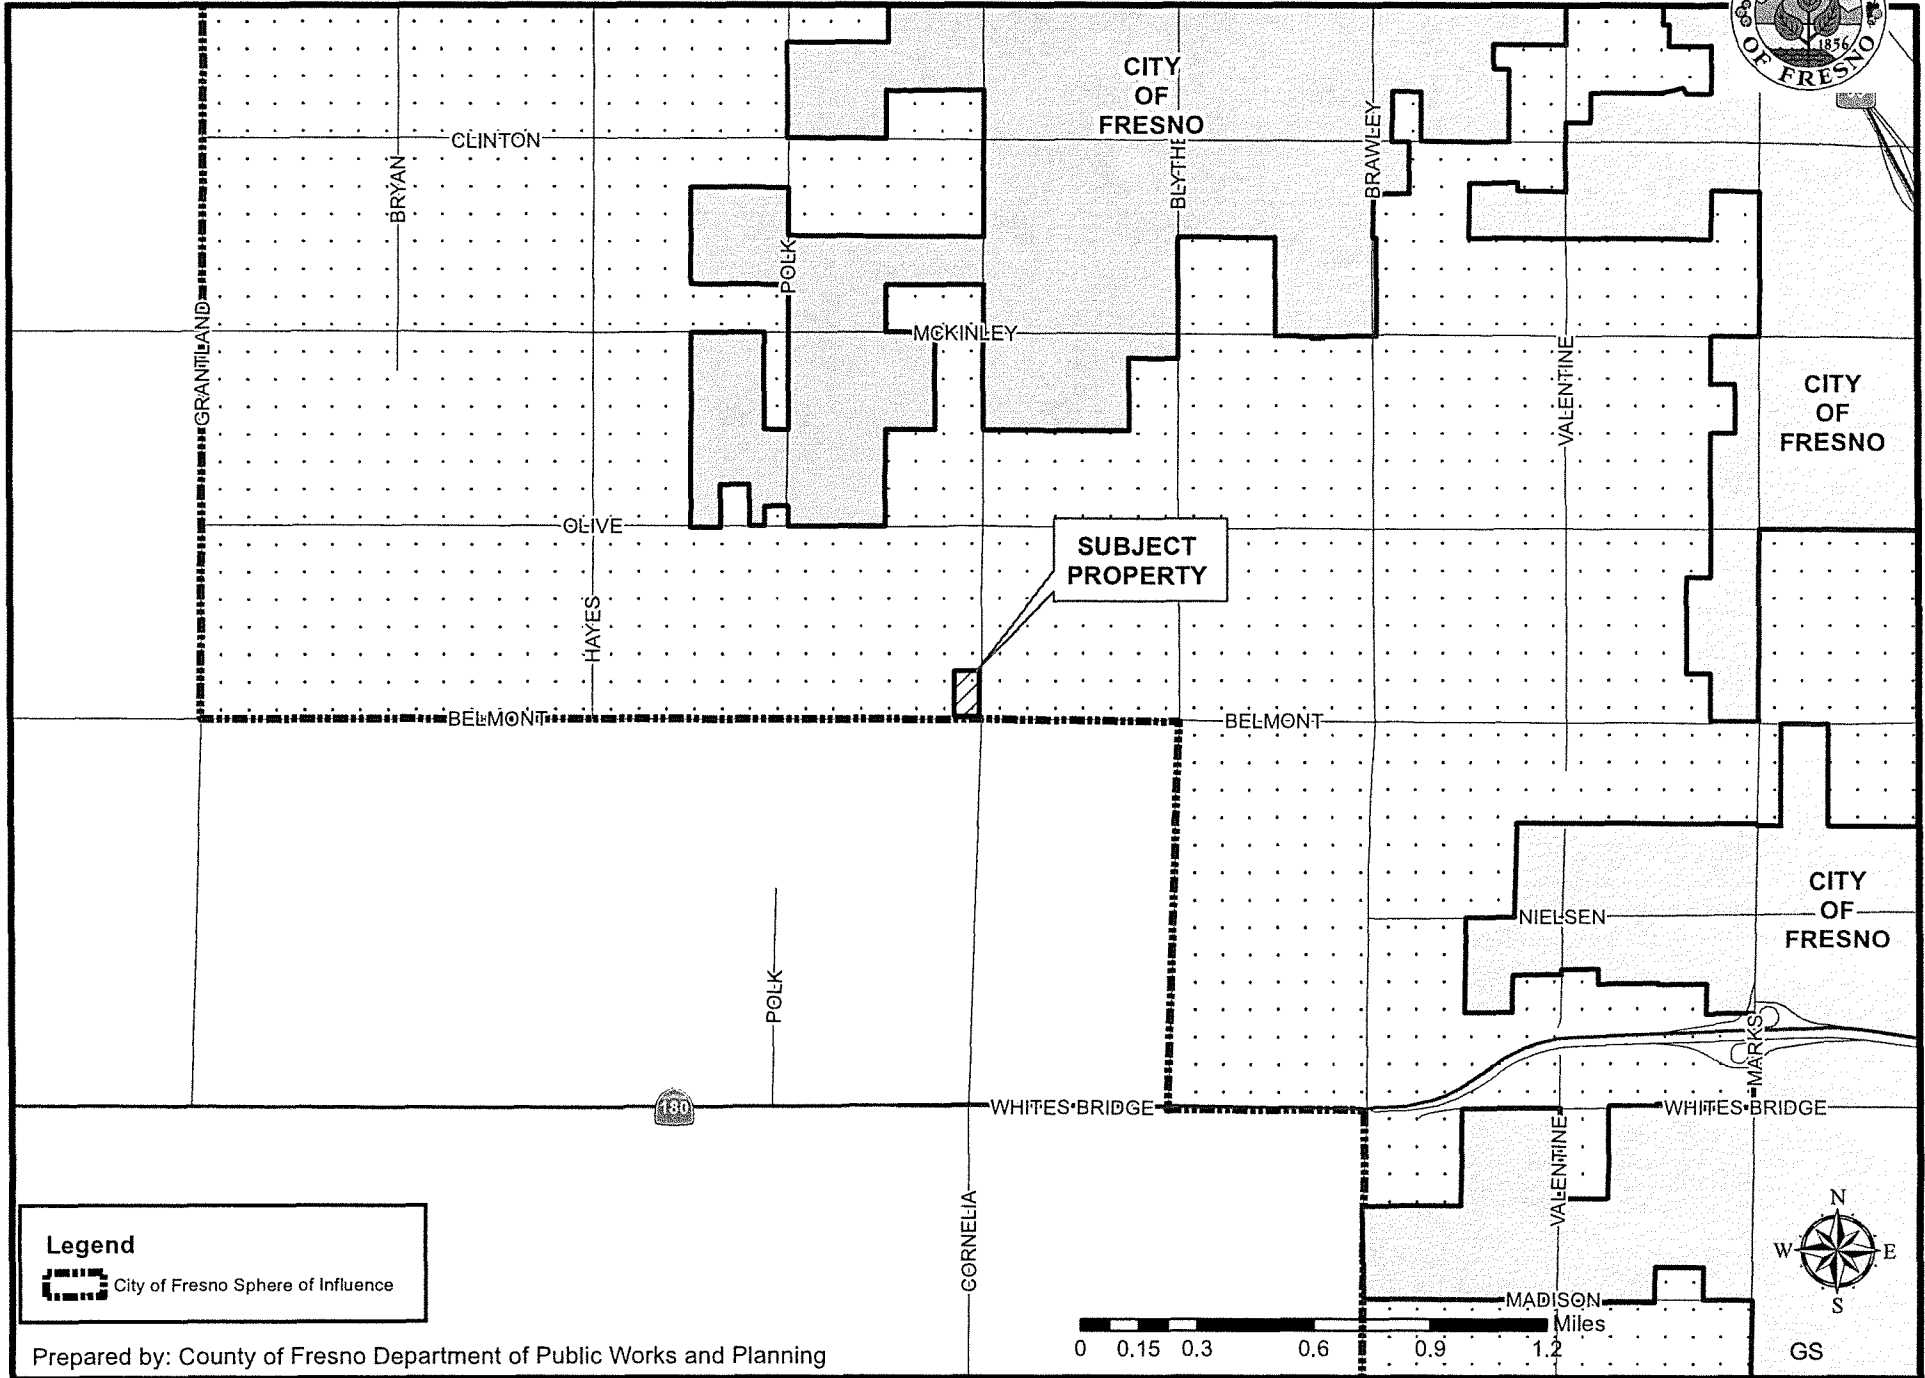 1856
OF FRESNO
CITY
OF
FRESNO
CLINTON
BRYAN
BLYTHE
BRAWLEY
POLK
GRANTLAND
MCKINLEY
VALENTINE
CITY
OF
FRESNO
OLIVE
SUBJECT
PROPERTY
HAYES
BELMONT
BELMONT
CITY
OF
FRESNO
NIELSEN
POLK
MARKS
180
WHITES BRIDGE
WHITES BRIDGE
VALENTINE
CORNELIA
N
W
E
S
Legend
City of Fresno Sphere of Influence
MADISON
Miles
0 0.15 0.3 0.6 0.9 1.2
GS
Prepared by: County of Fresno Department of Public Works and Planning